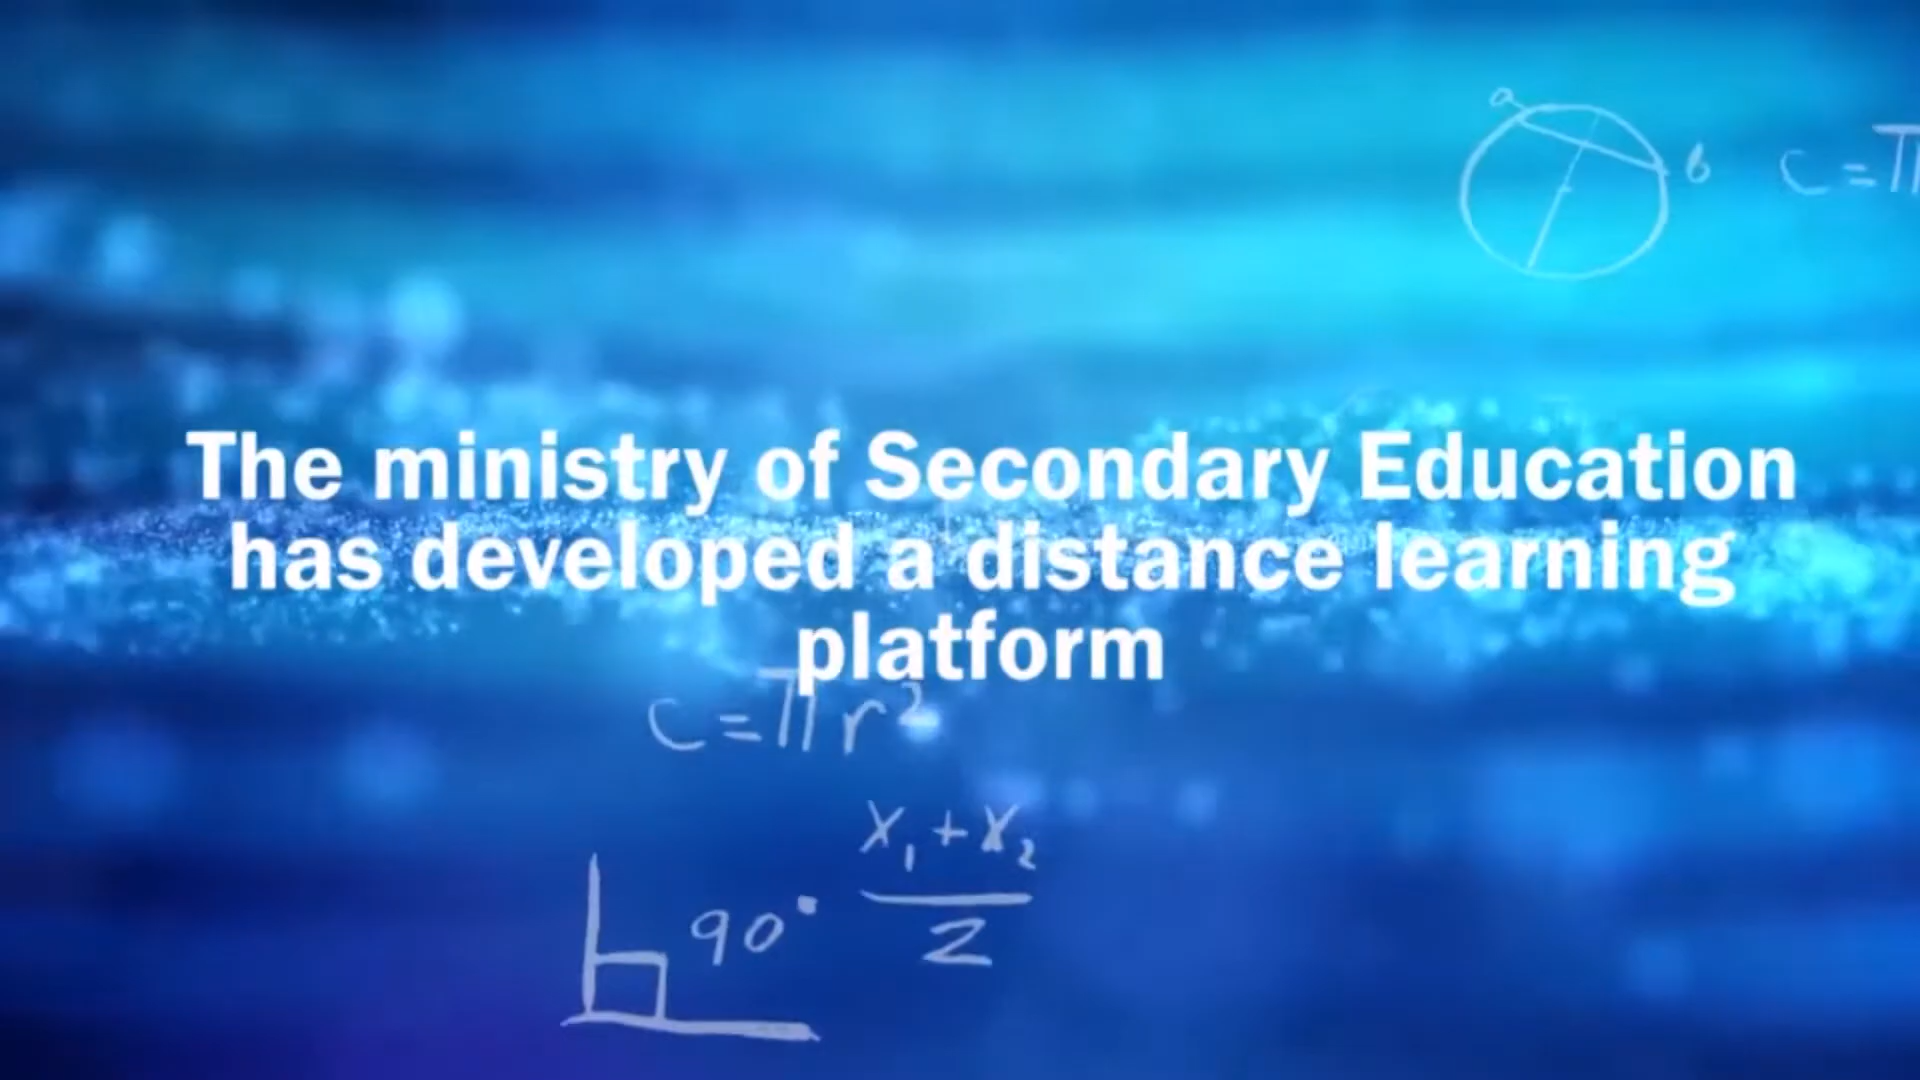 a
b C=π
The ministry of Secondary Education
has developed a distance learning
platform
C=πr²
X₁+X₂
90°
2